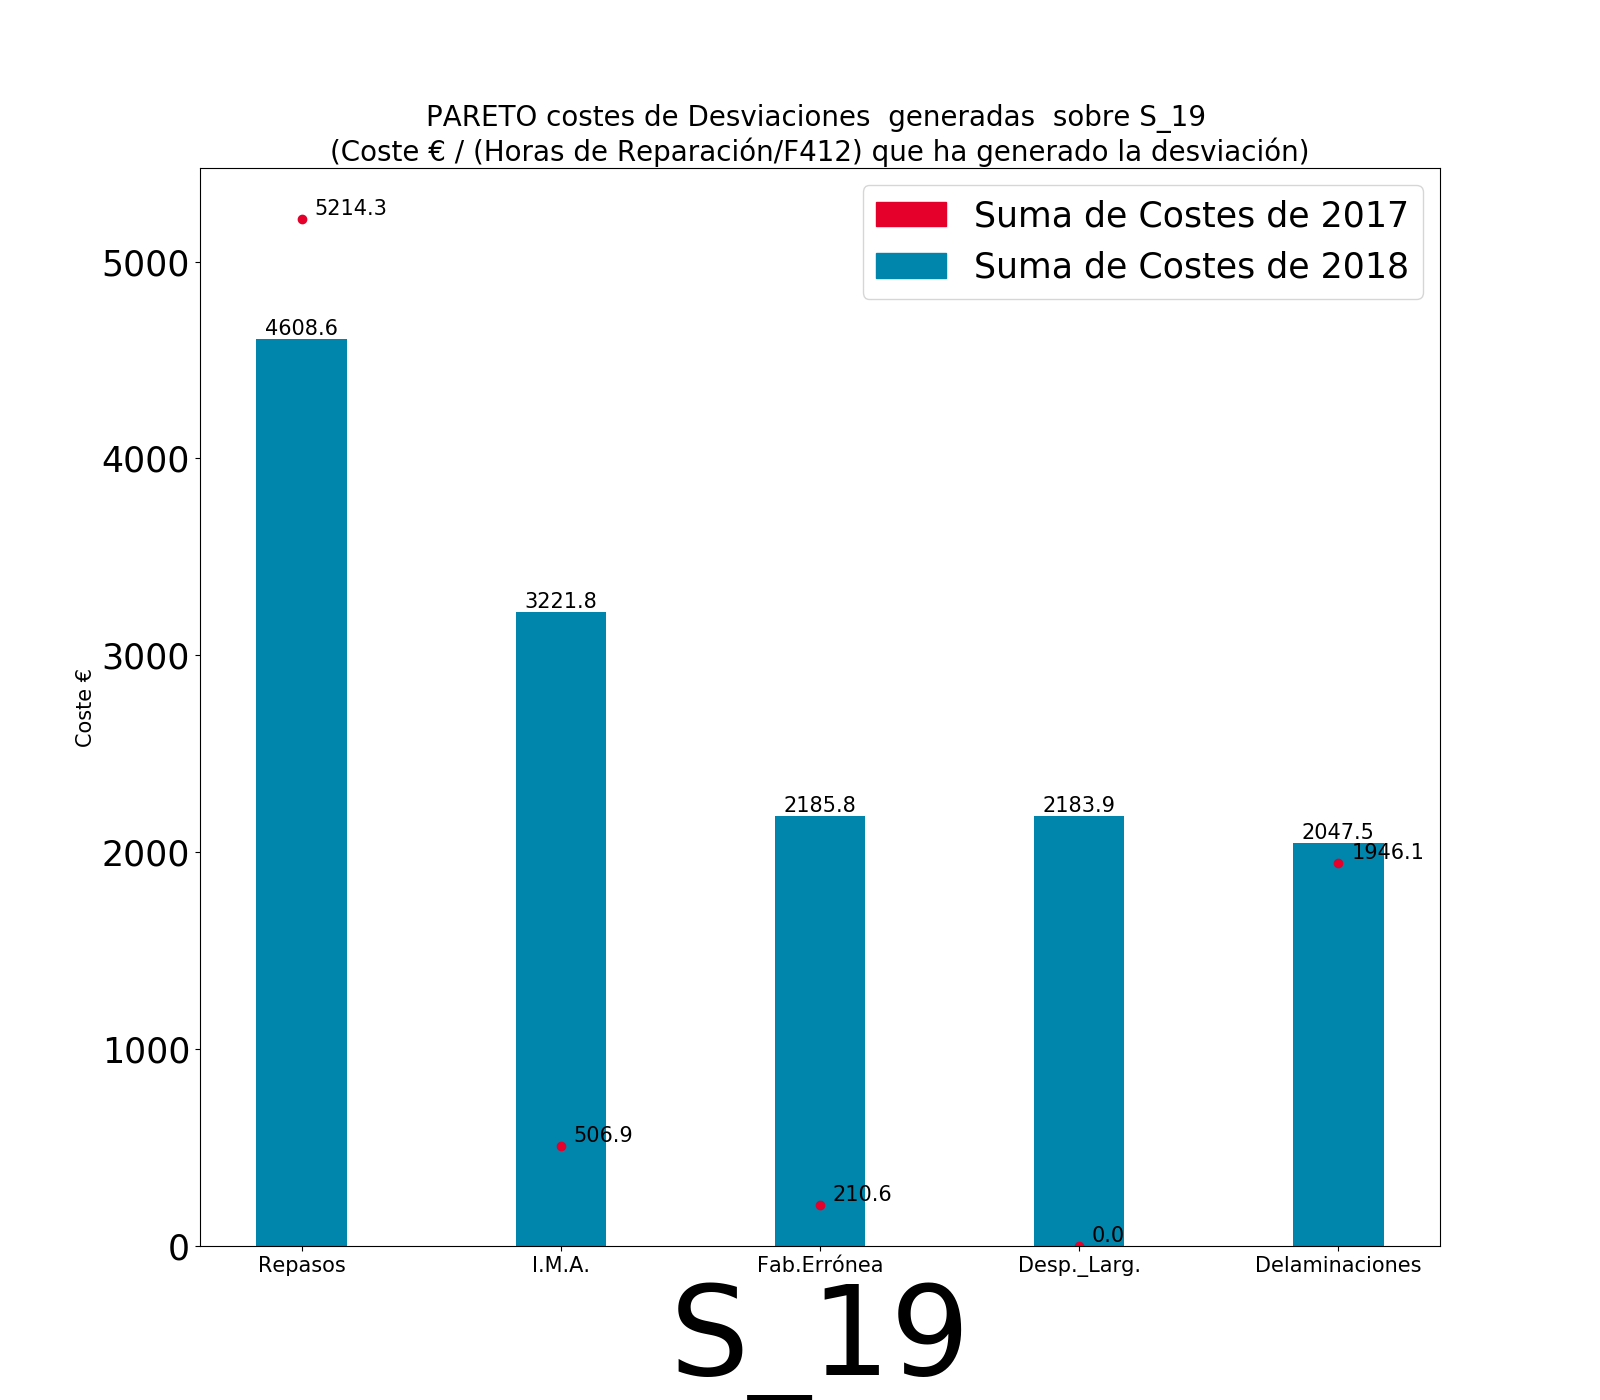 PARETO costes de Desviaciones  generadas  sobre S_19
(Coste € / (Horas de Reparación/F412) que ha generado la desviación)
Suma de Costes de 2017
Suma de Costes de 2018
5214.3
5000
4608.6
4000
3221.8
3000
Coste €
2185.8
2183.9
2047.5
1946.1
2000
1000
506.9
210.6
0.0
0
Repasos
I.M.A.
Fab.Errónea
Desp._Larg.
Delaminaciones
S_19